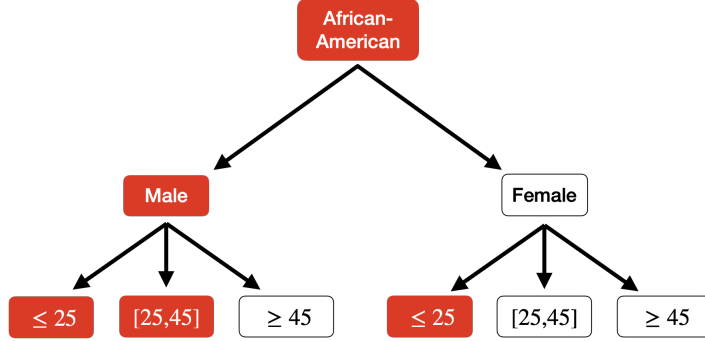 African-
American
Male
Female
≤ 25
[25,45]
≥ 45
≤ 25
[25,45]
≥ 45